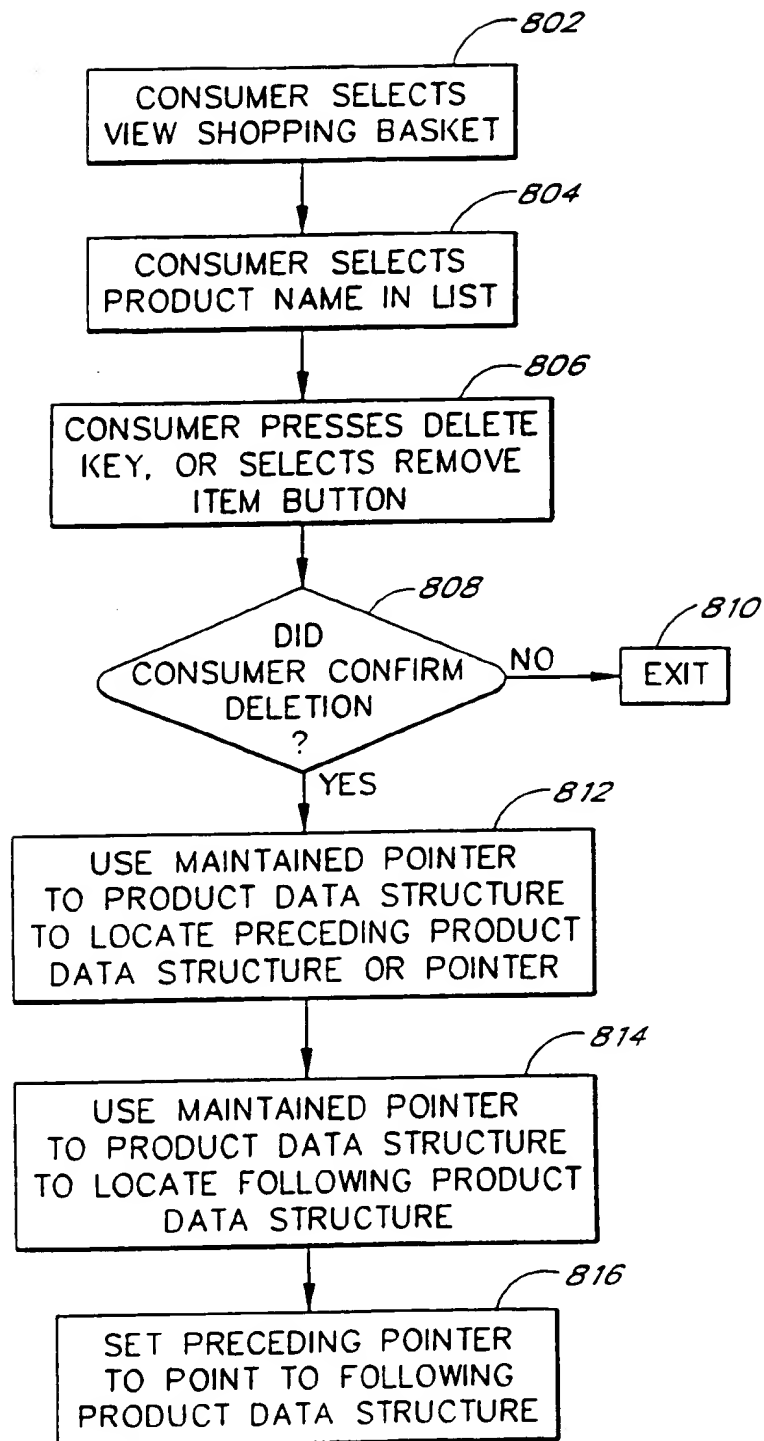 802
CONSUMER SELECTS
VIEW SHOPPING BASKET
804
CONSUMER SELECTS
PRODUCT NAME IN LIST
806
CONSUMER PRESSES DELETE
KEY, OR SELECTS REMOVE
ITEM BUTTON
808
DID
CONSUMER CONFIRM
DELETION
?
NO
810
EXIT
YES
812
USE MAINTAINED POINTER
TO PRODUCT DATA STRUCTURE
TO LOCATE PRECEDING PRODUCT
DATA STRUCTURE OR POINTER
814
USE MAINTAINED POINTER
TO PRODUCT DATA STRUCTURE
TO LOCATE FOLLOWING PRODUCT
DATA STRUCTURE
816
SET PRECEDING POINTER
TO POINT TO FOLLOWING
PRODUCT DATA STRUCTURE